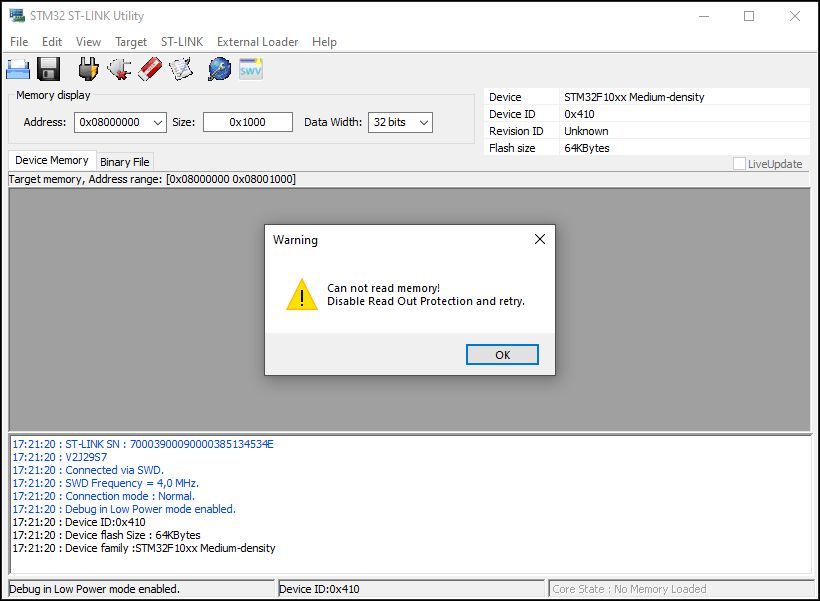 STM32 ST-LINK Utility
File Edit View Target ST-LINK External Loader Help
SWV
Memory display
Address: 0x08000000 Size: 0x1000 Data Width: 32 bits
Device STM32F10xx Medium-density
Device ID 0x410
Revision ID Unknown
Flash size 64KBytes
LiveUpdate
Device Memory Binary File
Target memory, Address range: [0x08000000 0x08001000]
Warning
Can not read memory!
Disable Read Out Protection and retry.
OK
17:21:20 : ST-LINK SN : 70003900090000385134534E
17:21:20 : V2J29S7
17:21:20 : Connected via SWD.
17:21:20 : SWD Frequency = 4,0 MHz.
17:21:20 : Connection mode : Normal.
17:21:20 : Debug in Low Power mode enabled.
17:21:20 : Device ID:0x410
17:21:20 : Device flash Size : 64KBytes
17:21:20 : Device family :STM32F10xx Medium-density
Debug in Low Power mode enabled. Device ID:0x410 Core State : No Memory Loaded